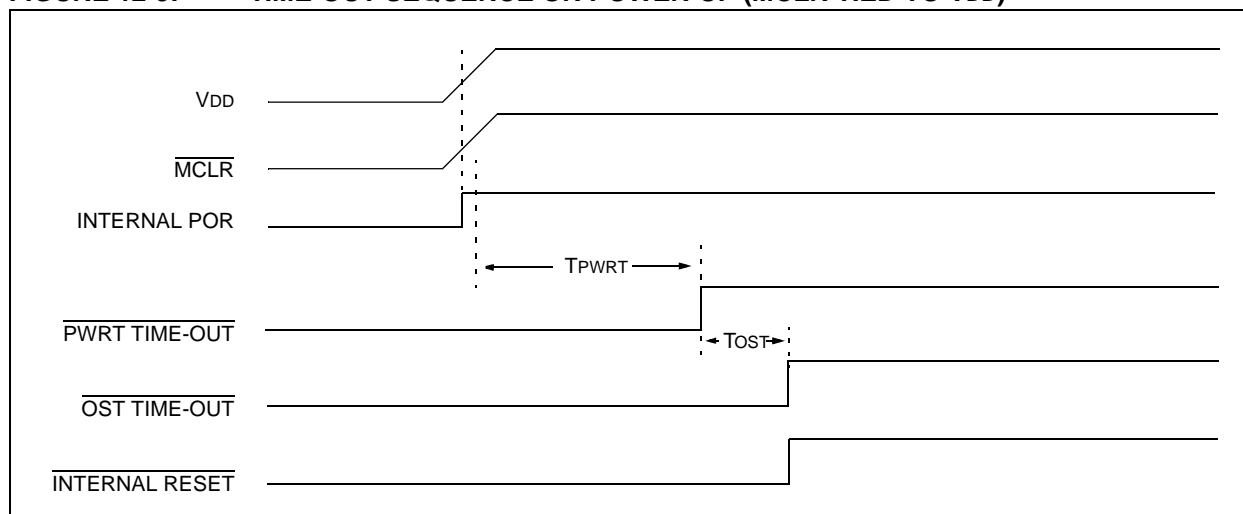 VDD
MCLR
INTERNAL POR
TPWRT
PWRT TIME-OUT
TOST
OST TIME-OUT
INTERNAL RESET